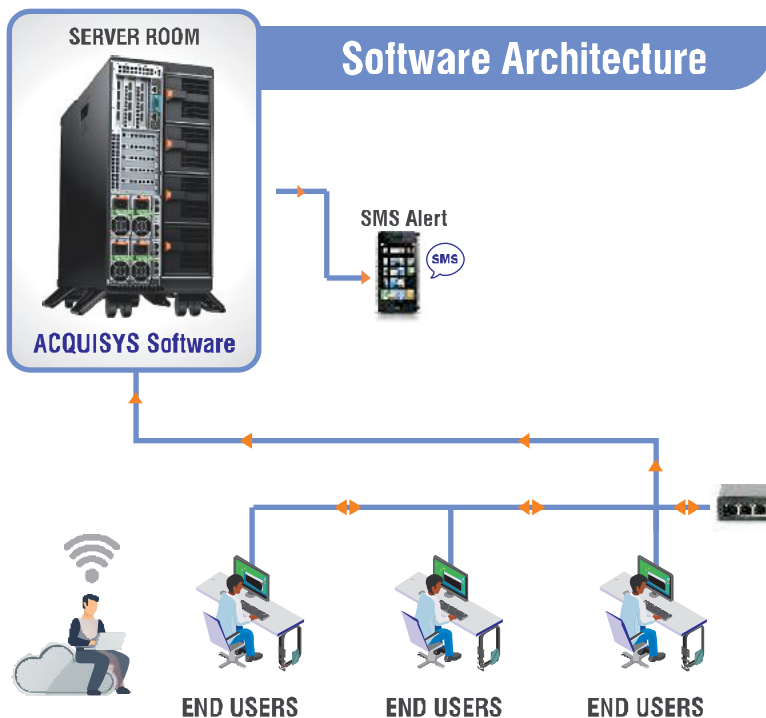 SERVER ROOM
Software Architecture
SMS Alert
SMS
ACQUISYS Software
END USERS
END USERS
END USERS